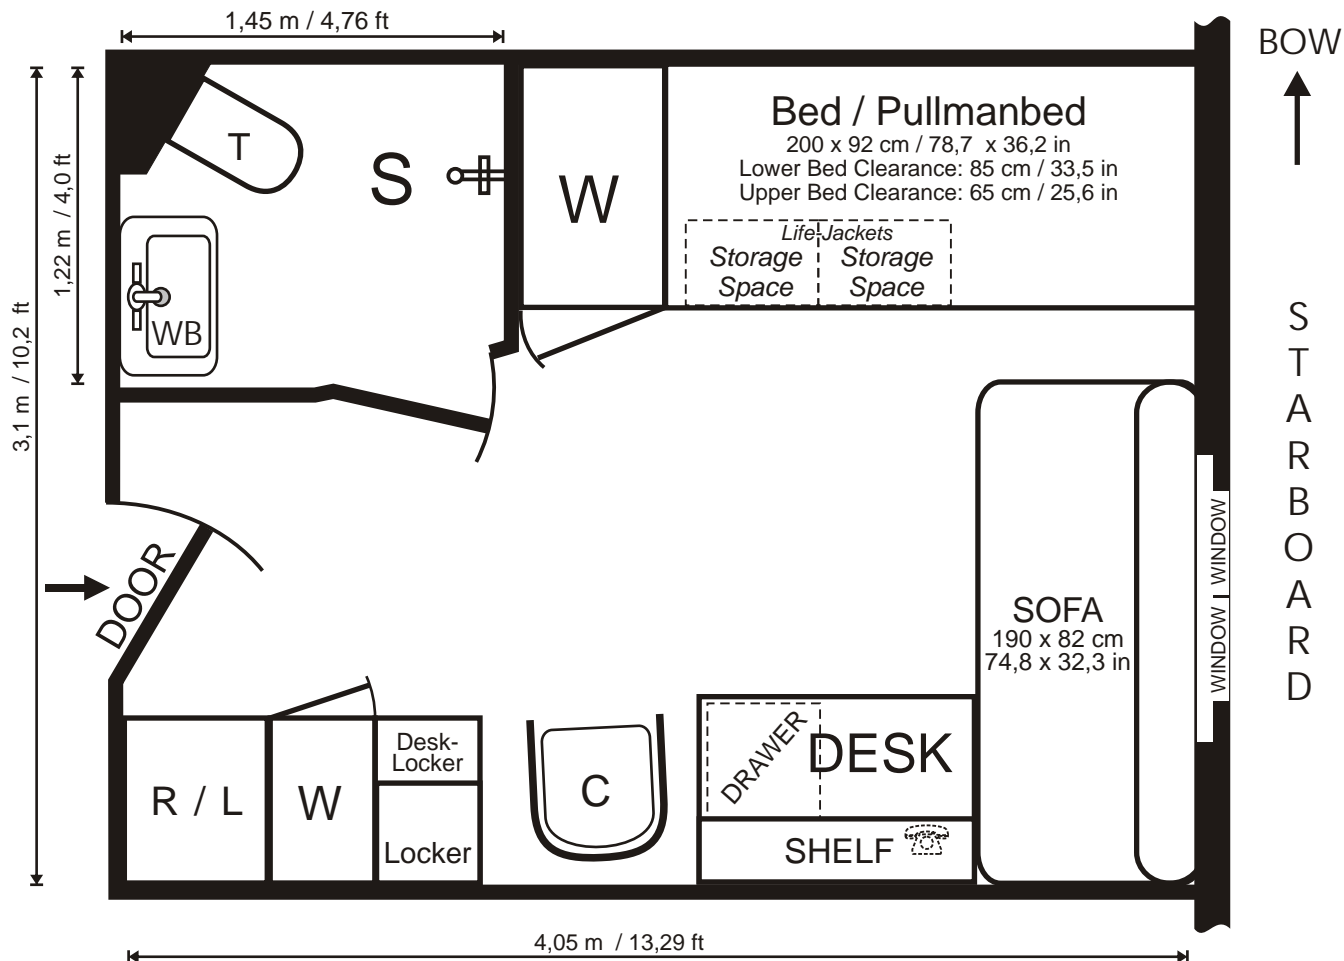 1,45 m / 4,76 ft
BOW
3,1 m / 10,2 ft
1,22 m / 4,0 ft
T
S
WB
W
Bed / Pullmanbed
200 x 92 cm / 78,7 x 36,2 in
Lower Bed Clearance: 85 cm / 33,5 in
Upper Bed Clearance: 65 cm / 25,6 in
Life-Jackets
Storage Space
Storage Space
STARBOARD
WINDOW
WINDOW
DOOR
SOFA
190 x 82 cm
74,8 x 32,3 in
R / L
W
Desk-
Locker
Locker
C
DRAWER
DESK
SHELF
4,05 m / 13,29 ft